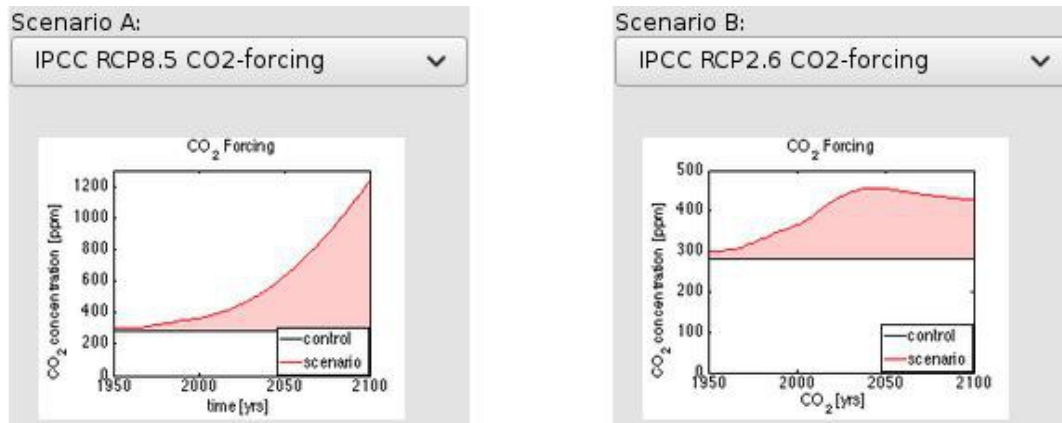 Scenario A:
IPCC RCP8.5 CO2-forcing
CO2 Forcing
CO2 concentration [ppm]
1200
1000
800
600
400
200
0
1950 2000 2050 2100
time [yrs]
control
scenario
Scenario B:
IPCC RCP2.6 CO2-forcing
CO2 Forcing
CO2 concentration [ppm]
500
400
300
200
100
0
1950 2000 2050 2100
CO2 [yrs]
control
scenario